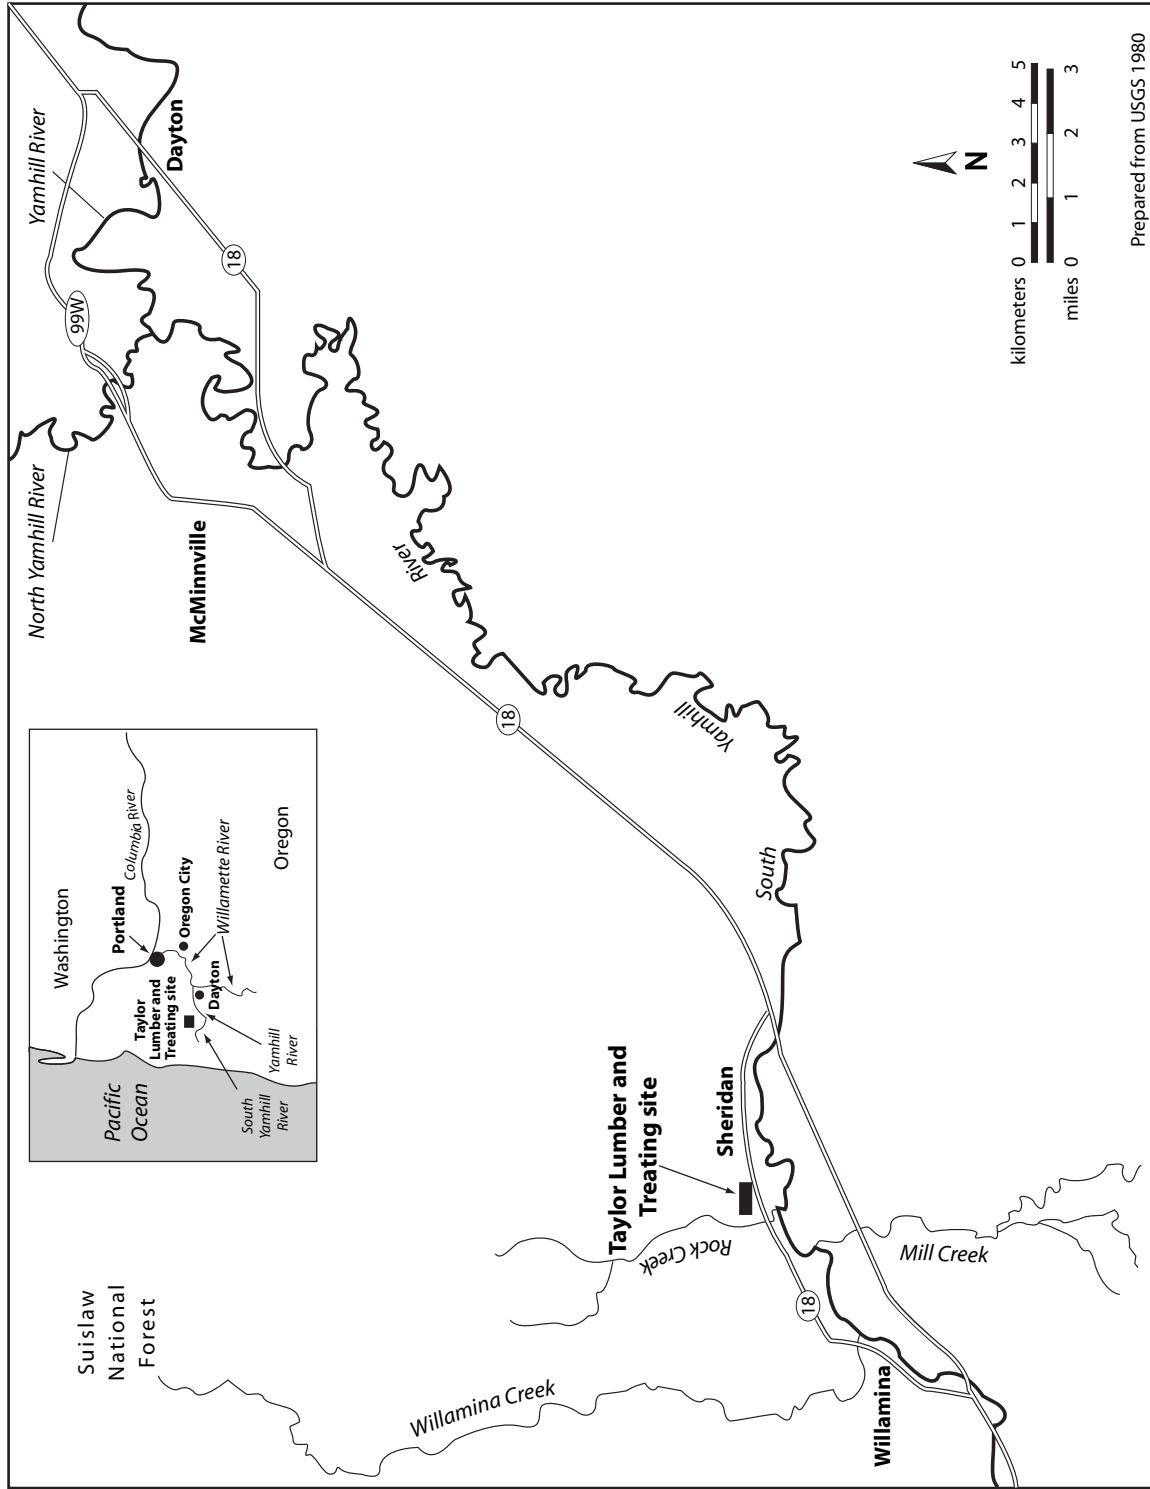 Suislaw
National
Forest
Willamina Creek
Willamina
18
Rock Creek
Mill Creek
Taylor Lumber and
Treating site
Sheridan
South
Yamhill
River
18
McMinnville
North Yamhill River
99W
18
Yamhill River
Dayton
Washington
Pacific
Ocean
Portland
Columbia River
Taylor
Lumber and
Treating site
Oregon City
Dayton
Willamette River
South
Yamhill
River
Yamhill
River
Oregon
N
kilometers 0 1 2 3 4 5
miles 0 1 2 3
Prepared from USGS 1980